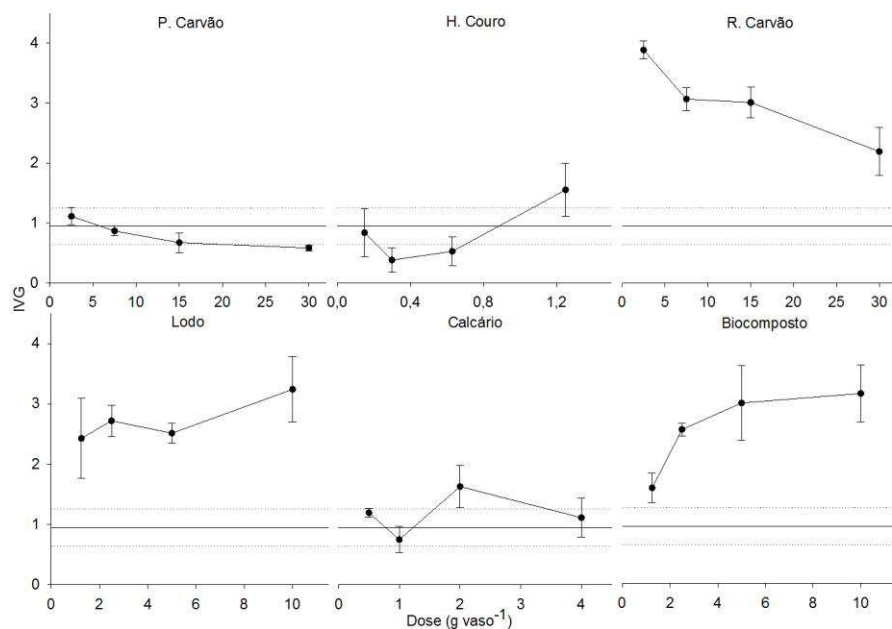 P. Carvão H. Couro R. Carvão
4
3
2
1
0
0 5 10 15 20 25 30 0,0 0,4 0,8 1,2 0 5 10 15 20 25 30
IVG
Lodo Calcário Biocomposto
4
3
2
1
0
0 2 4 6 8 10 0 1 2 3 4 0 2 4 6 8 10
Dose (g vaso-1)